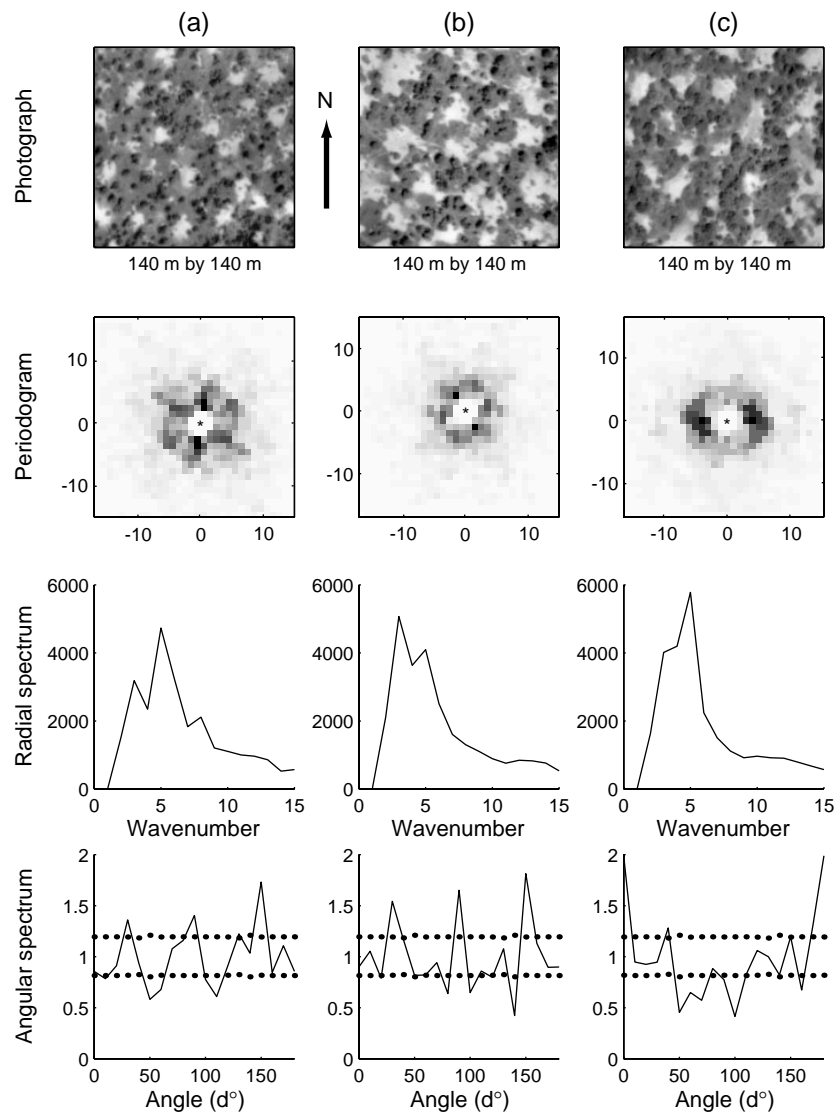 (a) (b) (c)
Photograph
N
140 m by 140 m 140 m by 140 m 140 m by 140 m
Periodogram
10 10 10
0 0 0
-10 -10 -10
* * *
-10 0 10 -10 0 10 -10 0 10
Radial spectrum
6000 6000 6000
4000 4000 4000
2000 2000 2000
0 0 0
0 5 10 15 0 5 10 15 0 5 10 15
Wavenumber Wavenumber Wavenumber
Angular spectrum
2 2 2
1.5 1.5 1.5
1 1 1
0.5 0.5 0.5
0 0 0
0 50 100 150 0 50 100 150 0 50 100 150
Angle (d°) Angle (d°) Angle (d°)